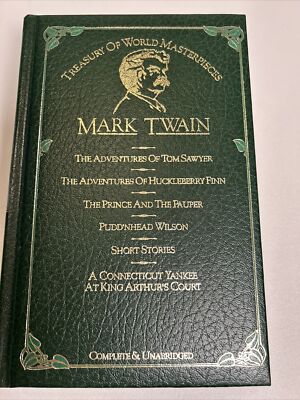 Treasury Of World Masterpieces
MARK TWAIN
The Adventures Of Tom Sawyer
The Adventures Of Huckleberry Finn
The Prince And The Pauper
Pudd'nhead Wilson
Short Stories
A Connecticut Yankee
At King Arthur's Court
Complete & Unabridged